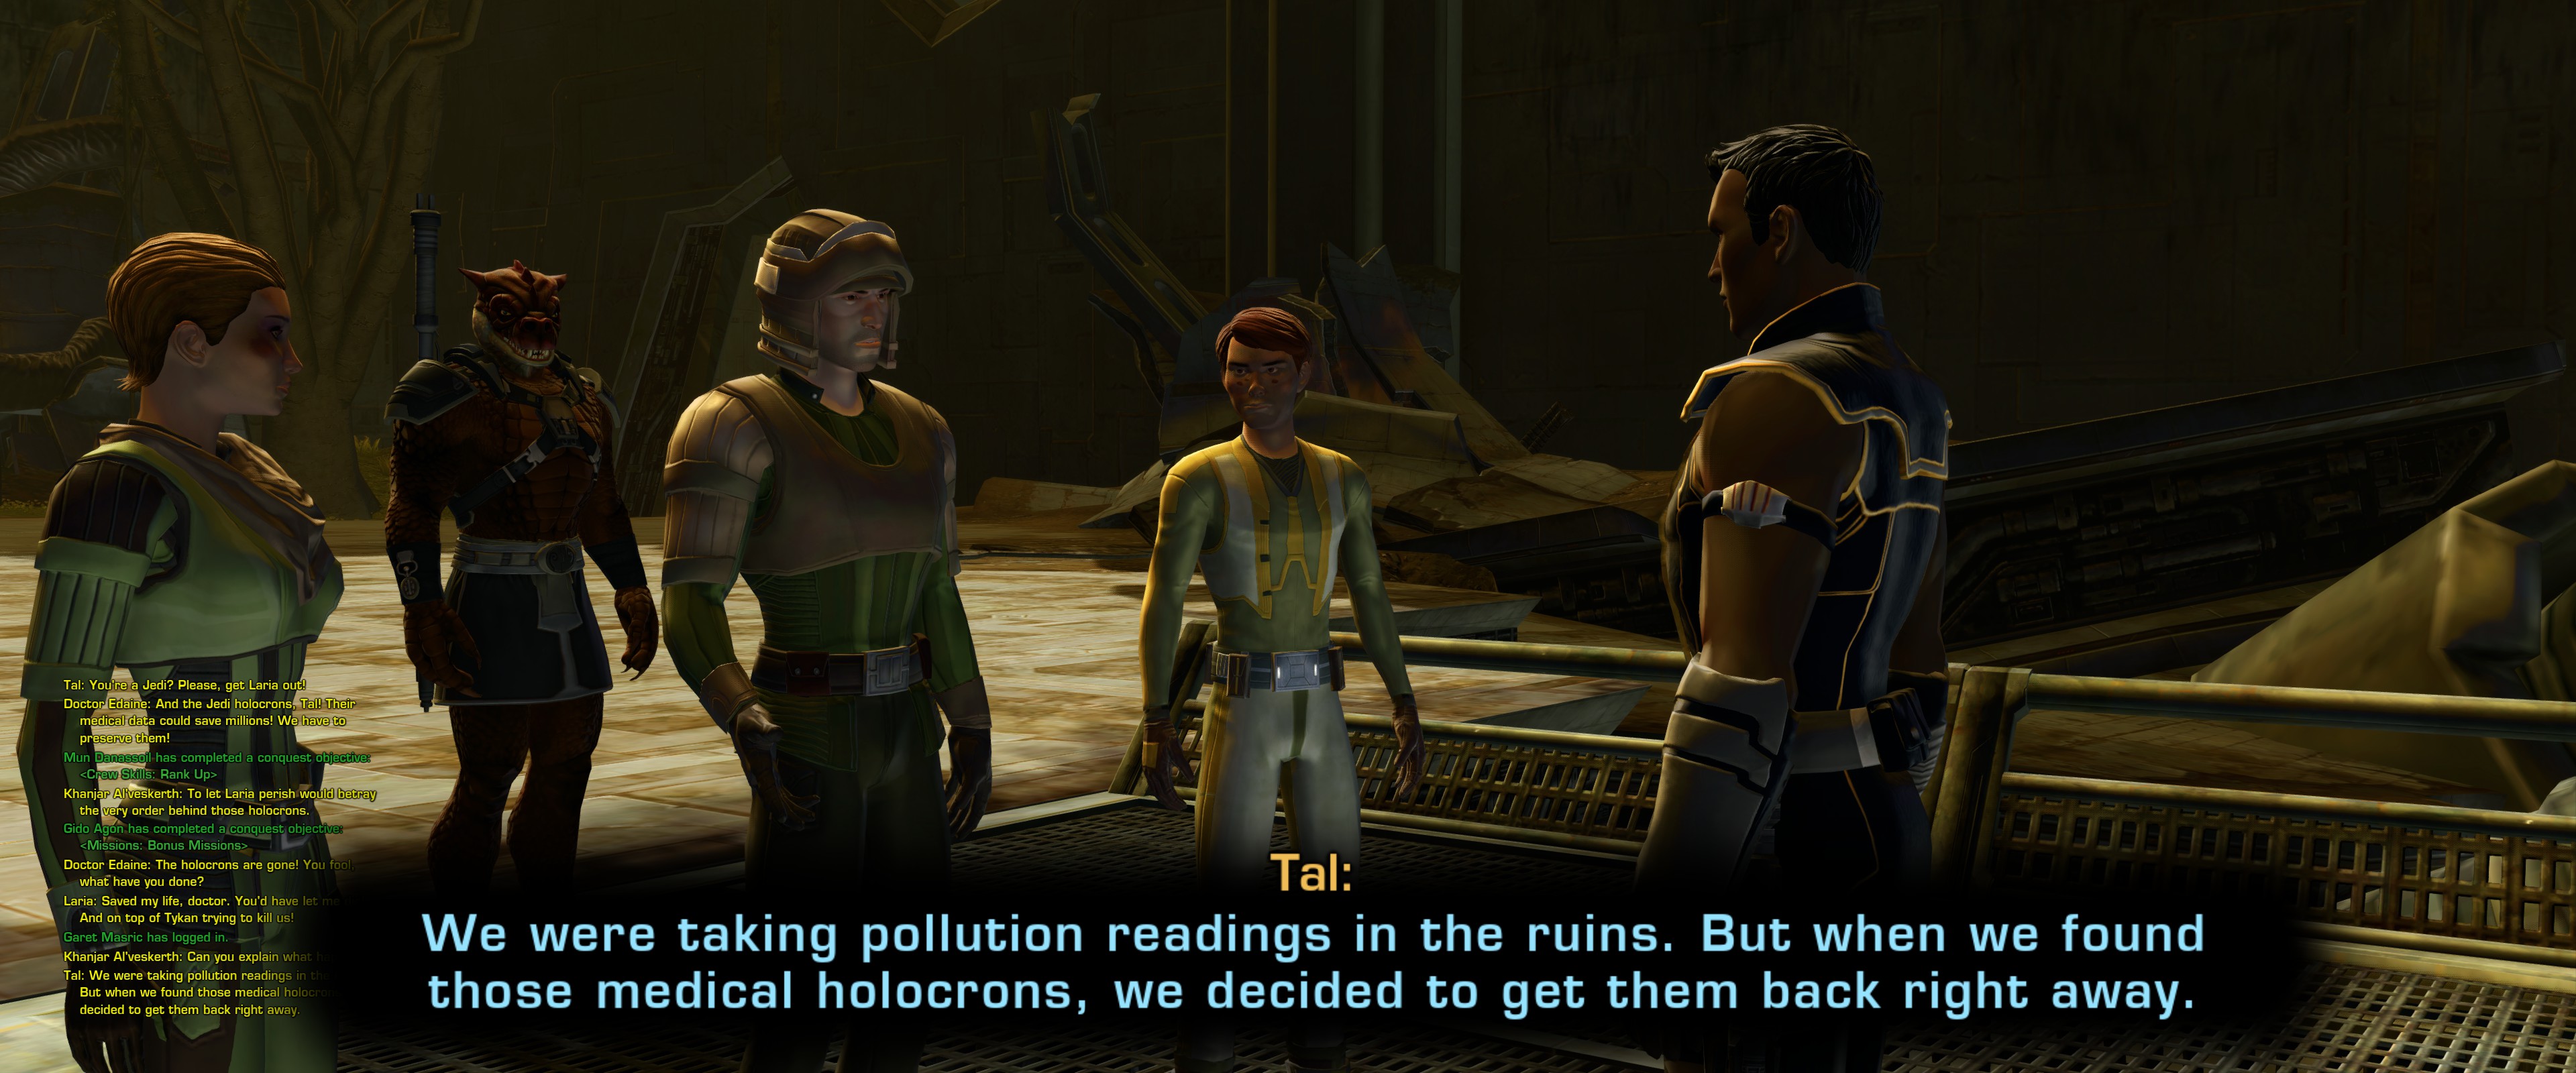 Tal: You're a Jedi? Please, get Laria out!
Doctor Edaine: And the Jedi holocrons, Tal! Their
medical data could save millions! We have to
preserve them!
Mun Danassoil has completed a conquest objective:
<Crew Skills: Rank Up>
Khanjar Al'veskerth: To let Laria perish would betray
the very order behind those holocrons.
Gido Agon has completed a conquest objective:
<Missions: Bonus Missions>
Doctor Edaine: The holocrons are gone! You fool,
what have you done?
Laria: Saved my life, doctor. You'd have let me
And on top of Tykan trying to kill us!
Garet Masric has logged in.
Khanjar Al'veskerth: Can you explain what
Tal: We were taking pollution readings in the
But when we found those medical
decided to get them back right away.
Tal:
We were taking pollution readings in the ruins. But when we found
those medical holocrons, we decided to get them back right away.